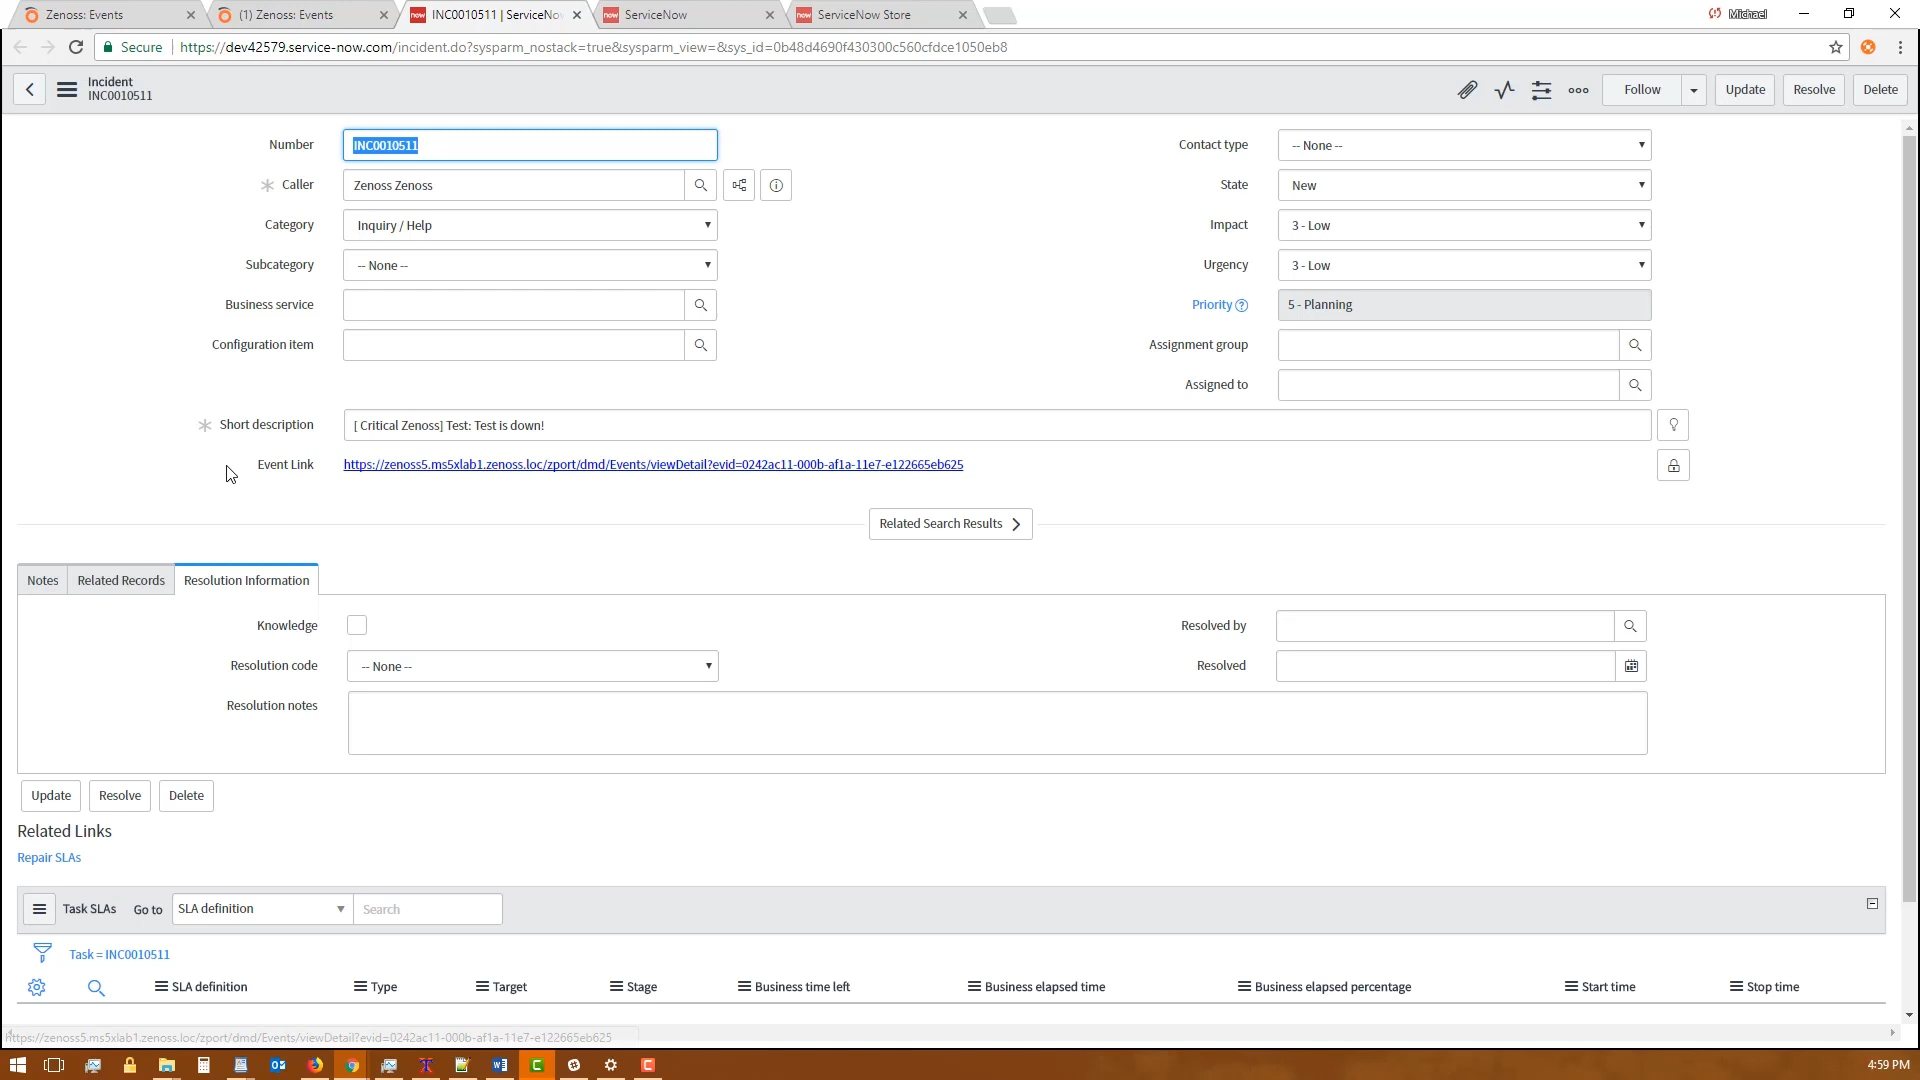 Zenoss: Events
(1) Zenoss: Events
INC0010511 | ServiceNo
ServiceNow
ServiceNow Store
Michael
Secure
https://dev42579.service-now.com/incident.do?sysparm_nostack=true&sysparm_view=&sys_id=0b48d4690f430300c560cfdce1050eb8
Incident
INC0010511
Follow
Update
Resolve
Delete
Number
INC0010511
Contact type
-- None --
Caller
Zenoss Zenoss
State
New
Category
Inquiry / Help
Impact
3 - Low
Subcategory
-- None --
Urgency
3 - Low
Business service
Priority
5 - Planning
Configuration item
Assignment group
Assigned to
Short description
[ Critical Zenoss] Test: Test is down!
Event Link
https://zenoss5.ms5xlab1.zenoss.loc/zport/dmd/Events/viewDetail?evid=0242ac11-000b-af1a-11e7-e122665eb625
Related Search Results
Notes
Related Records
Resolution Information
Knowledge
Resolved by
Resolution code
-- None --
Resolved
Resolution notes
Update
Resolve
Delete
Related Links
Repair SLAs
Task SLAs
Go to
SLA definition
Search
Task = INC0010511
SLA definition
Type
Target
Stage
Business time left
Business elapsed time
Business elapsed percentage
Start time
Stop time
https://zenoss5.ms5xlab1.zenoss.loc/zport/dmd/Events/viewDetail?evid=0242ac11-000b-af1a-11e7-e122665eb625
4:59 PM